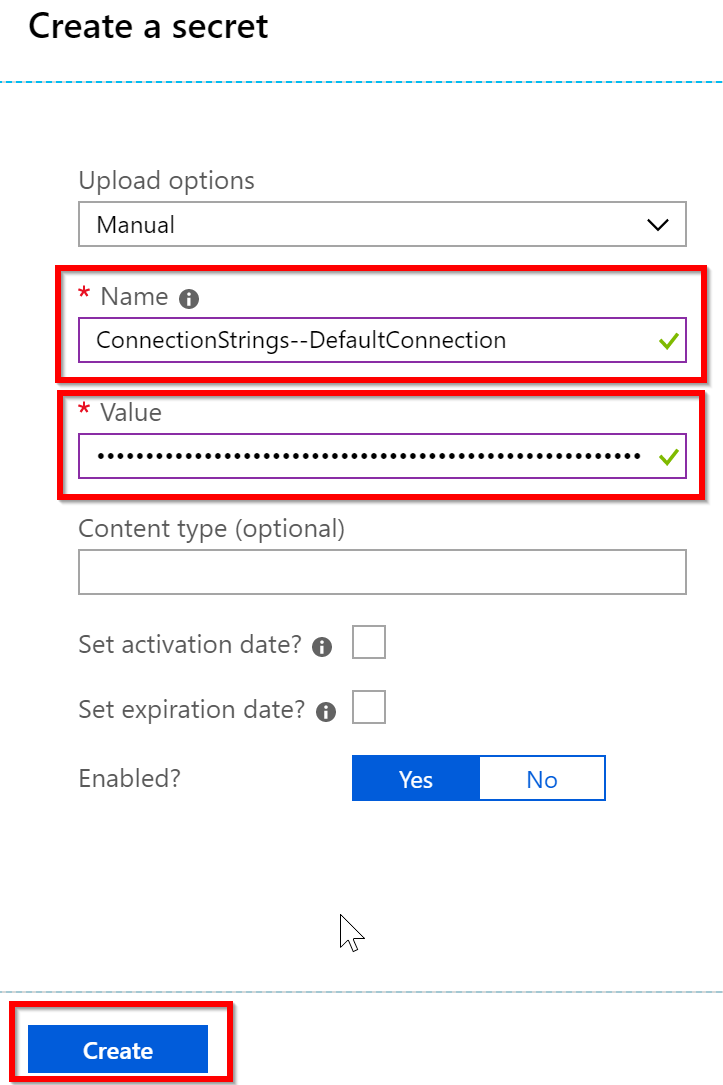 Create a secret
Upload options
Manual
* Name
ConnectionStrings--DefaultConnection
* Value
••••••••••••••••••••••••••••••••••••••••••••••••••••••••
Content type (optional)
Set activation date?
Set expiration date?
Enabled?
Yes No
Create